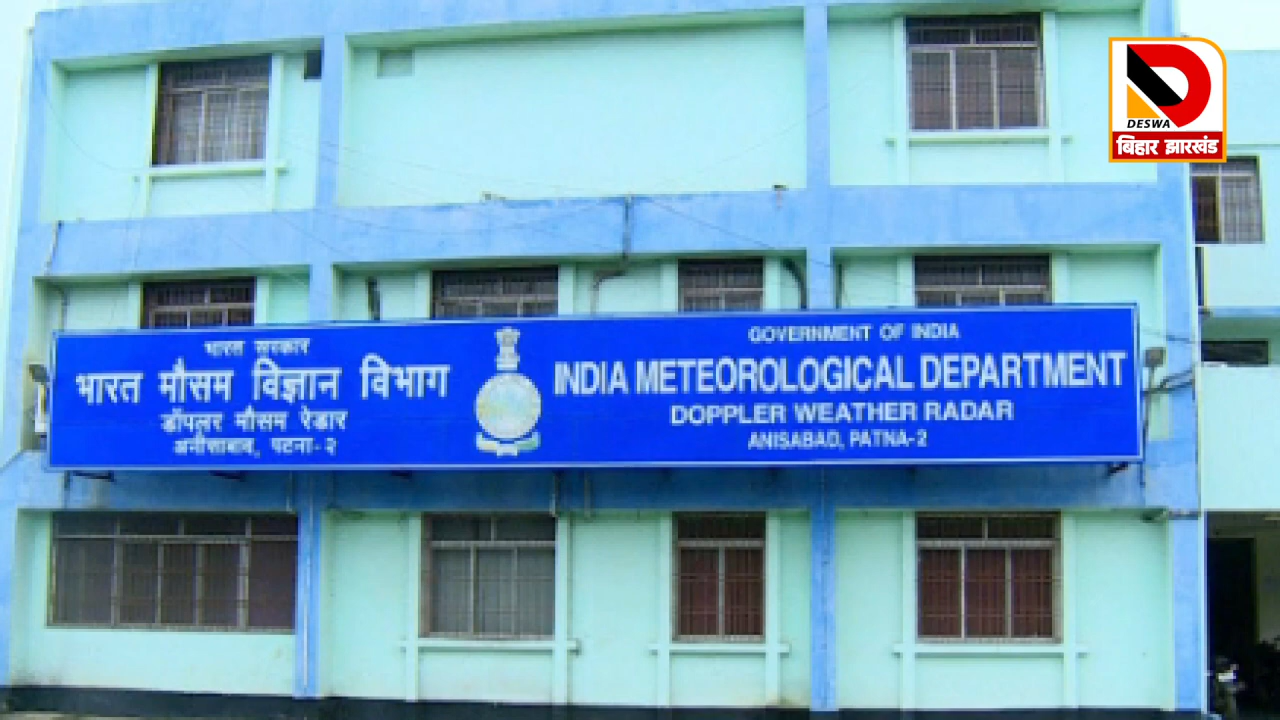 भारत सरकार
भारत मौसम विज्ञान विभाग
डॉपलर मौसम रेडार
अनीसाबाद, पटना-२
GOVERNMENT OF INDIA
INDIA METEOROLOGICAL DEPARTMENT
DOPPLER WEATHER RADAR
ANISABAD, PATNA-2
DESWA
बिहार झारखंड